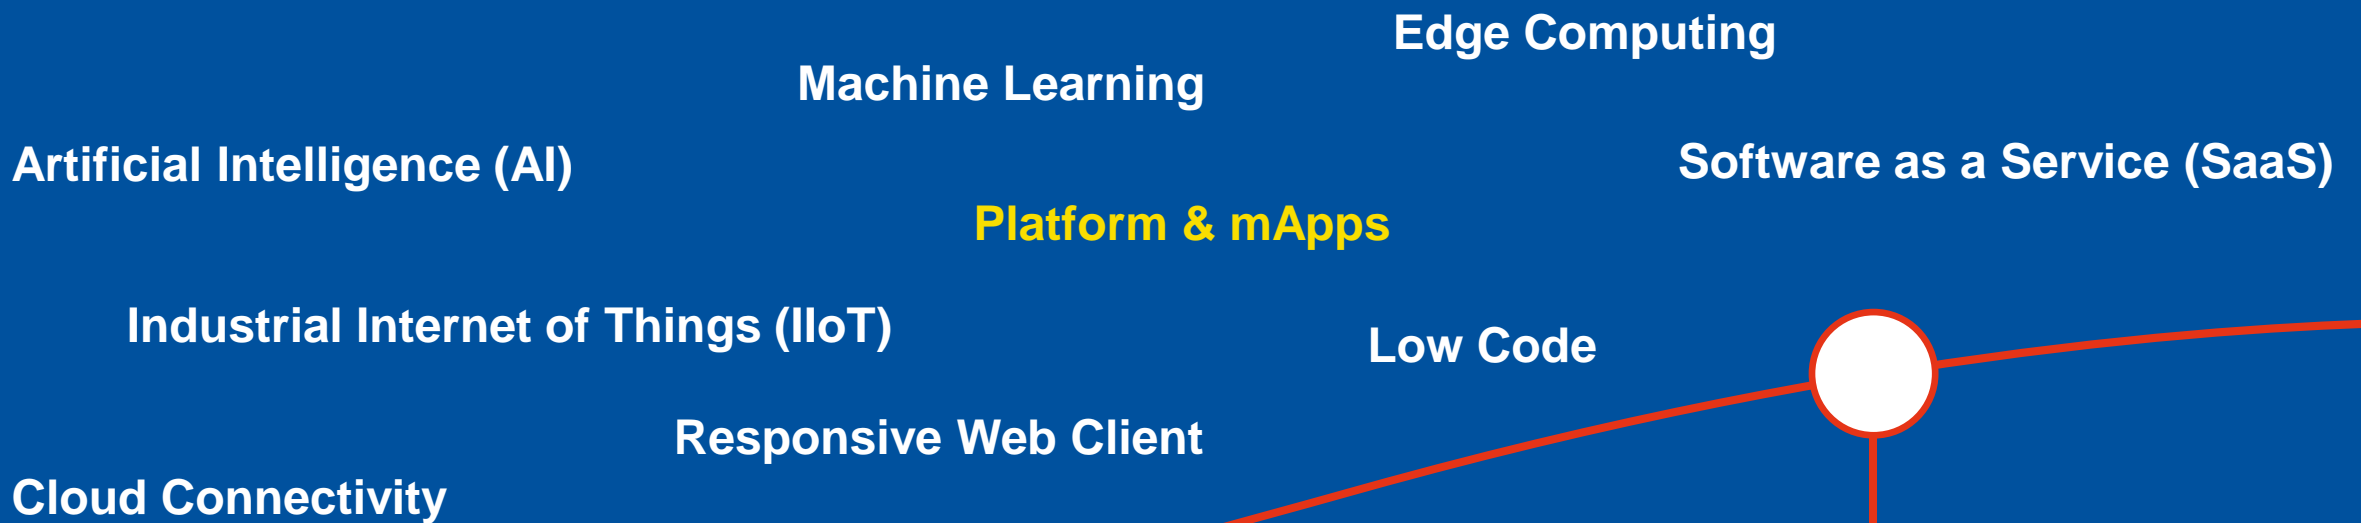 Edge Computing
Machine Learning
Artificial Intelligence (AI)
Software as a Service (SaaS)
Platform & mApps
Industrial Internet of Things (IIoT)
Low Code
Responsive Web Client
Cloud Connectivity